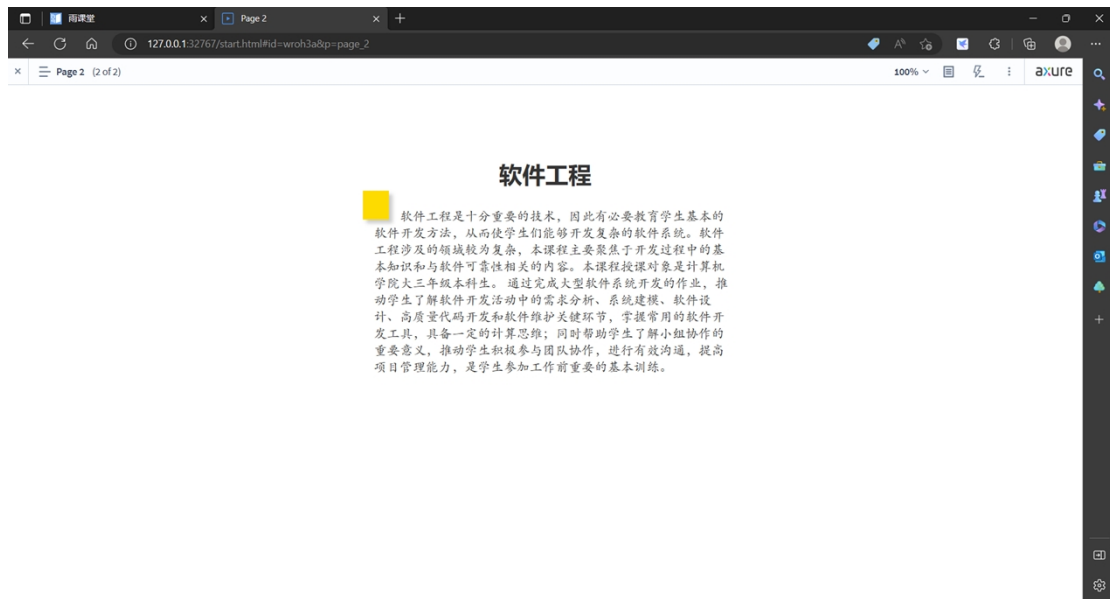 雨课堂
Page 2
127.0.0.1:32767/start.html#id=wroh3a&p=page_2
Page 2 (2 of 2)
100%
axure
软件工程
软件工程是十分重要的技术，因此有必要教育学生基本的
软件开发方法，从而使学生们能够开发复杂的软件系统。软件
工程涉及的领域较为复杂，本课程主要聚焦于开发过程中的基
本知识和与软件可靠性相关的内容。本课程授课对象是计算机
学院大三年级本科生。 通过完成大型软件系统开发的作业，推
动学生了解软件开发活动中的需求分析、系统建模、软件设
计、高质量代码开发和软件维护关键环节，掌握常用的软件开
发工具，具备一定的计算思维；同时帮助学生了解小组协作的
重要意义，推动学生积极参与团队协作，进行有效沟通，提高
项目管理能力，是学生参加工作前重要的基本训练。